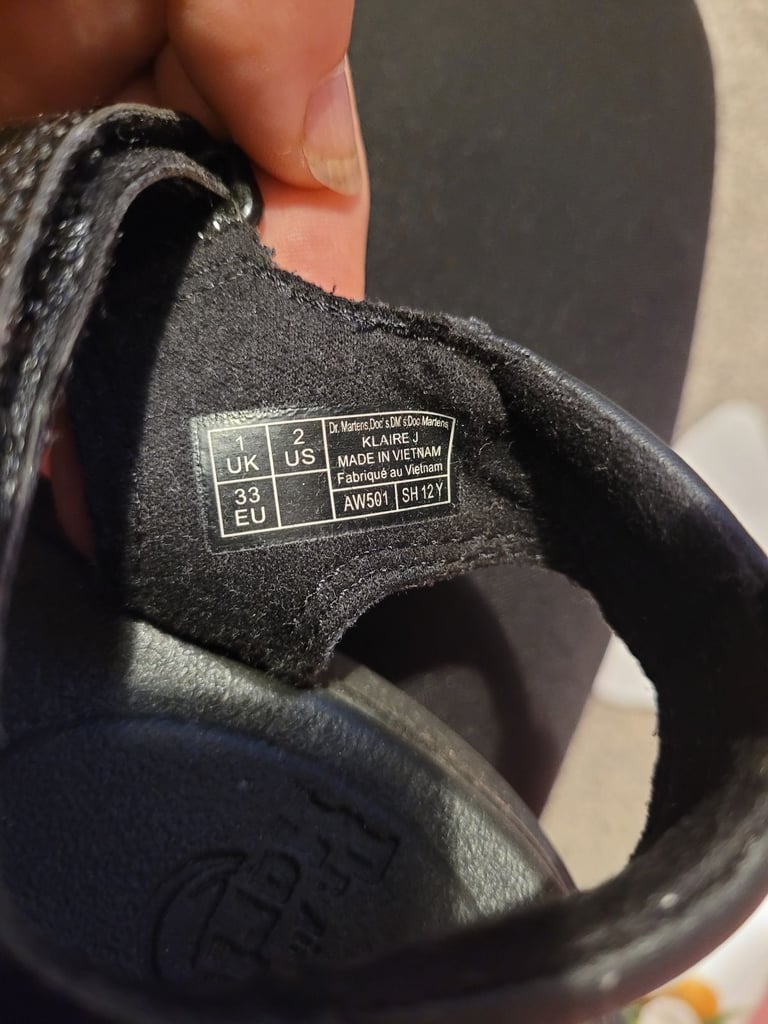 1
UK
2
US
33
EU
Dr. Martens,Doc's,DM's,Doc Martens
KLAIRE J
MADE IN VIETNAM
Fabriqué au Vietnam
AW501
SH 12 Y